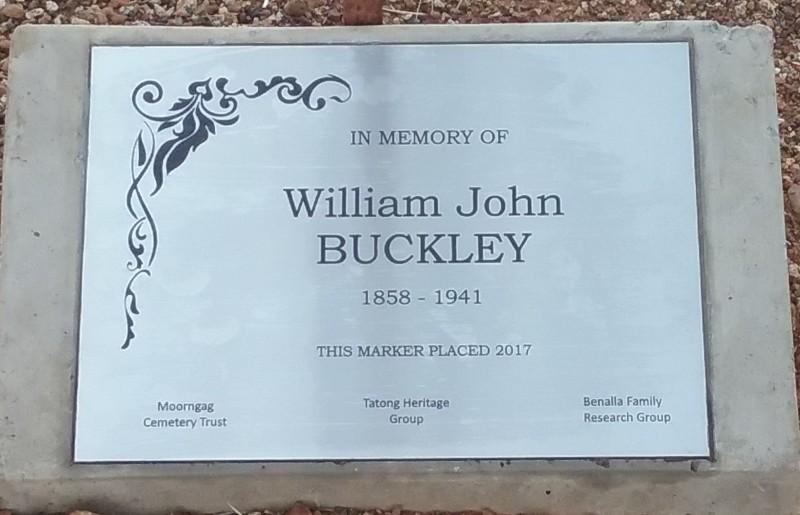 IN MEMORY OF
William John
BUCKLEY
1858 - 1941
THIS MARKER PLACED 2017
Moorngag
Cemetery Trust
Tatong Heritage
Group
Benalla Family
Research Group